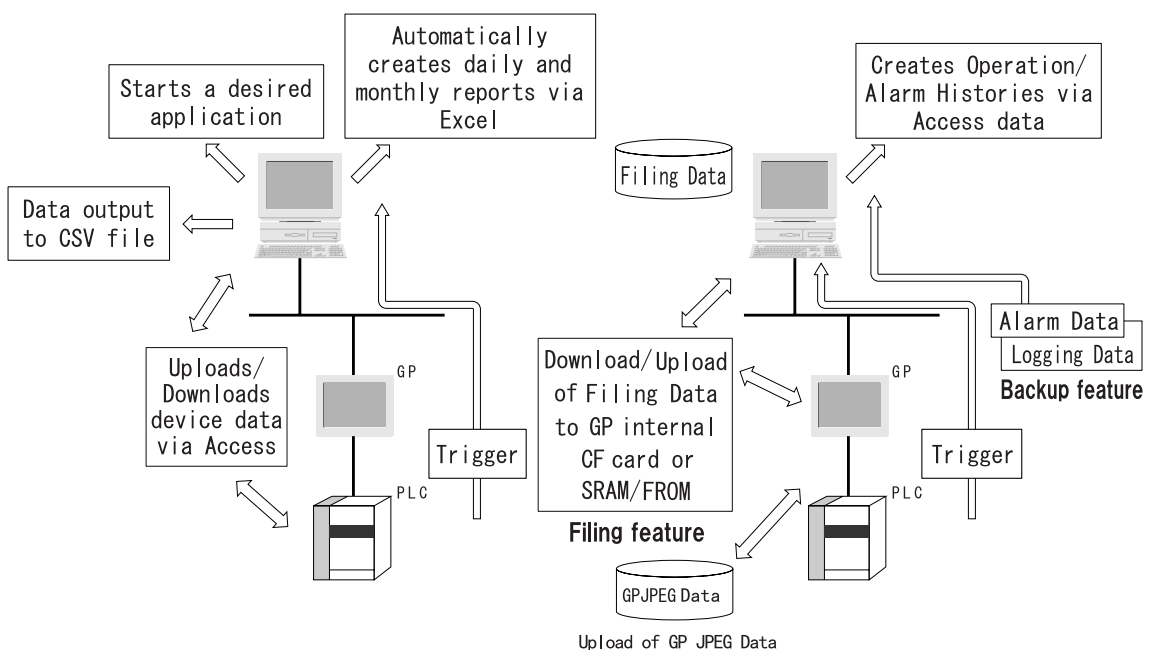 Automatically
creates daily and
monthly reports via
Excel
Starts a desired
application
Data output
to CSV file
Uploads/
Downloads
device data
via Access
GP
PLC
Trigger
Creates Operation/
Alarm Histories via
Access data
Filing Data
Alarm Data
Logging Data
Backup feature
Download/Upload
of Filing Data
to GP internal
CF card or
SRAM/FROM
Filing feature
GP
PLC
Trigger
GPJPEG Data
Upload of GP JPEG Data